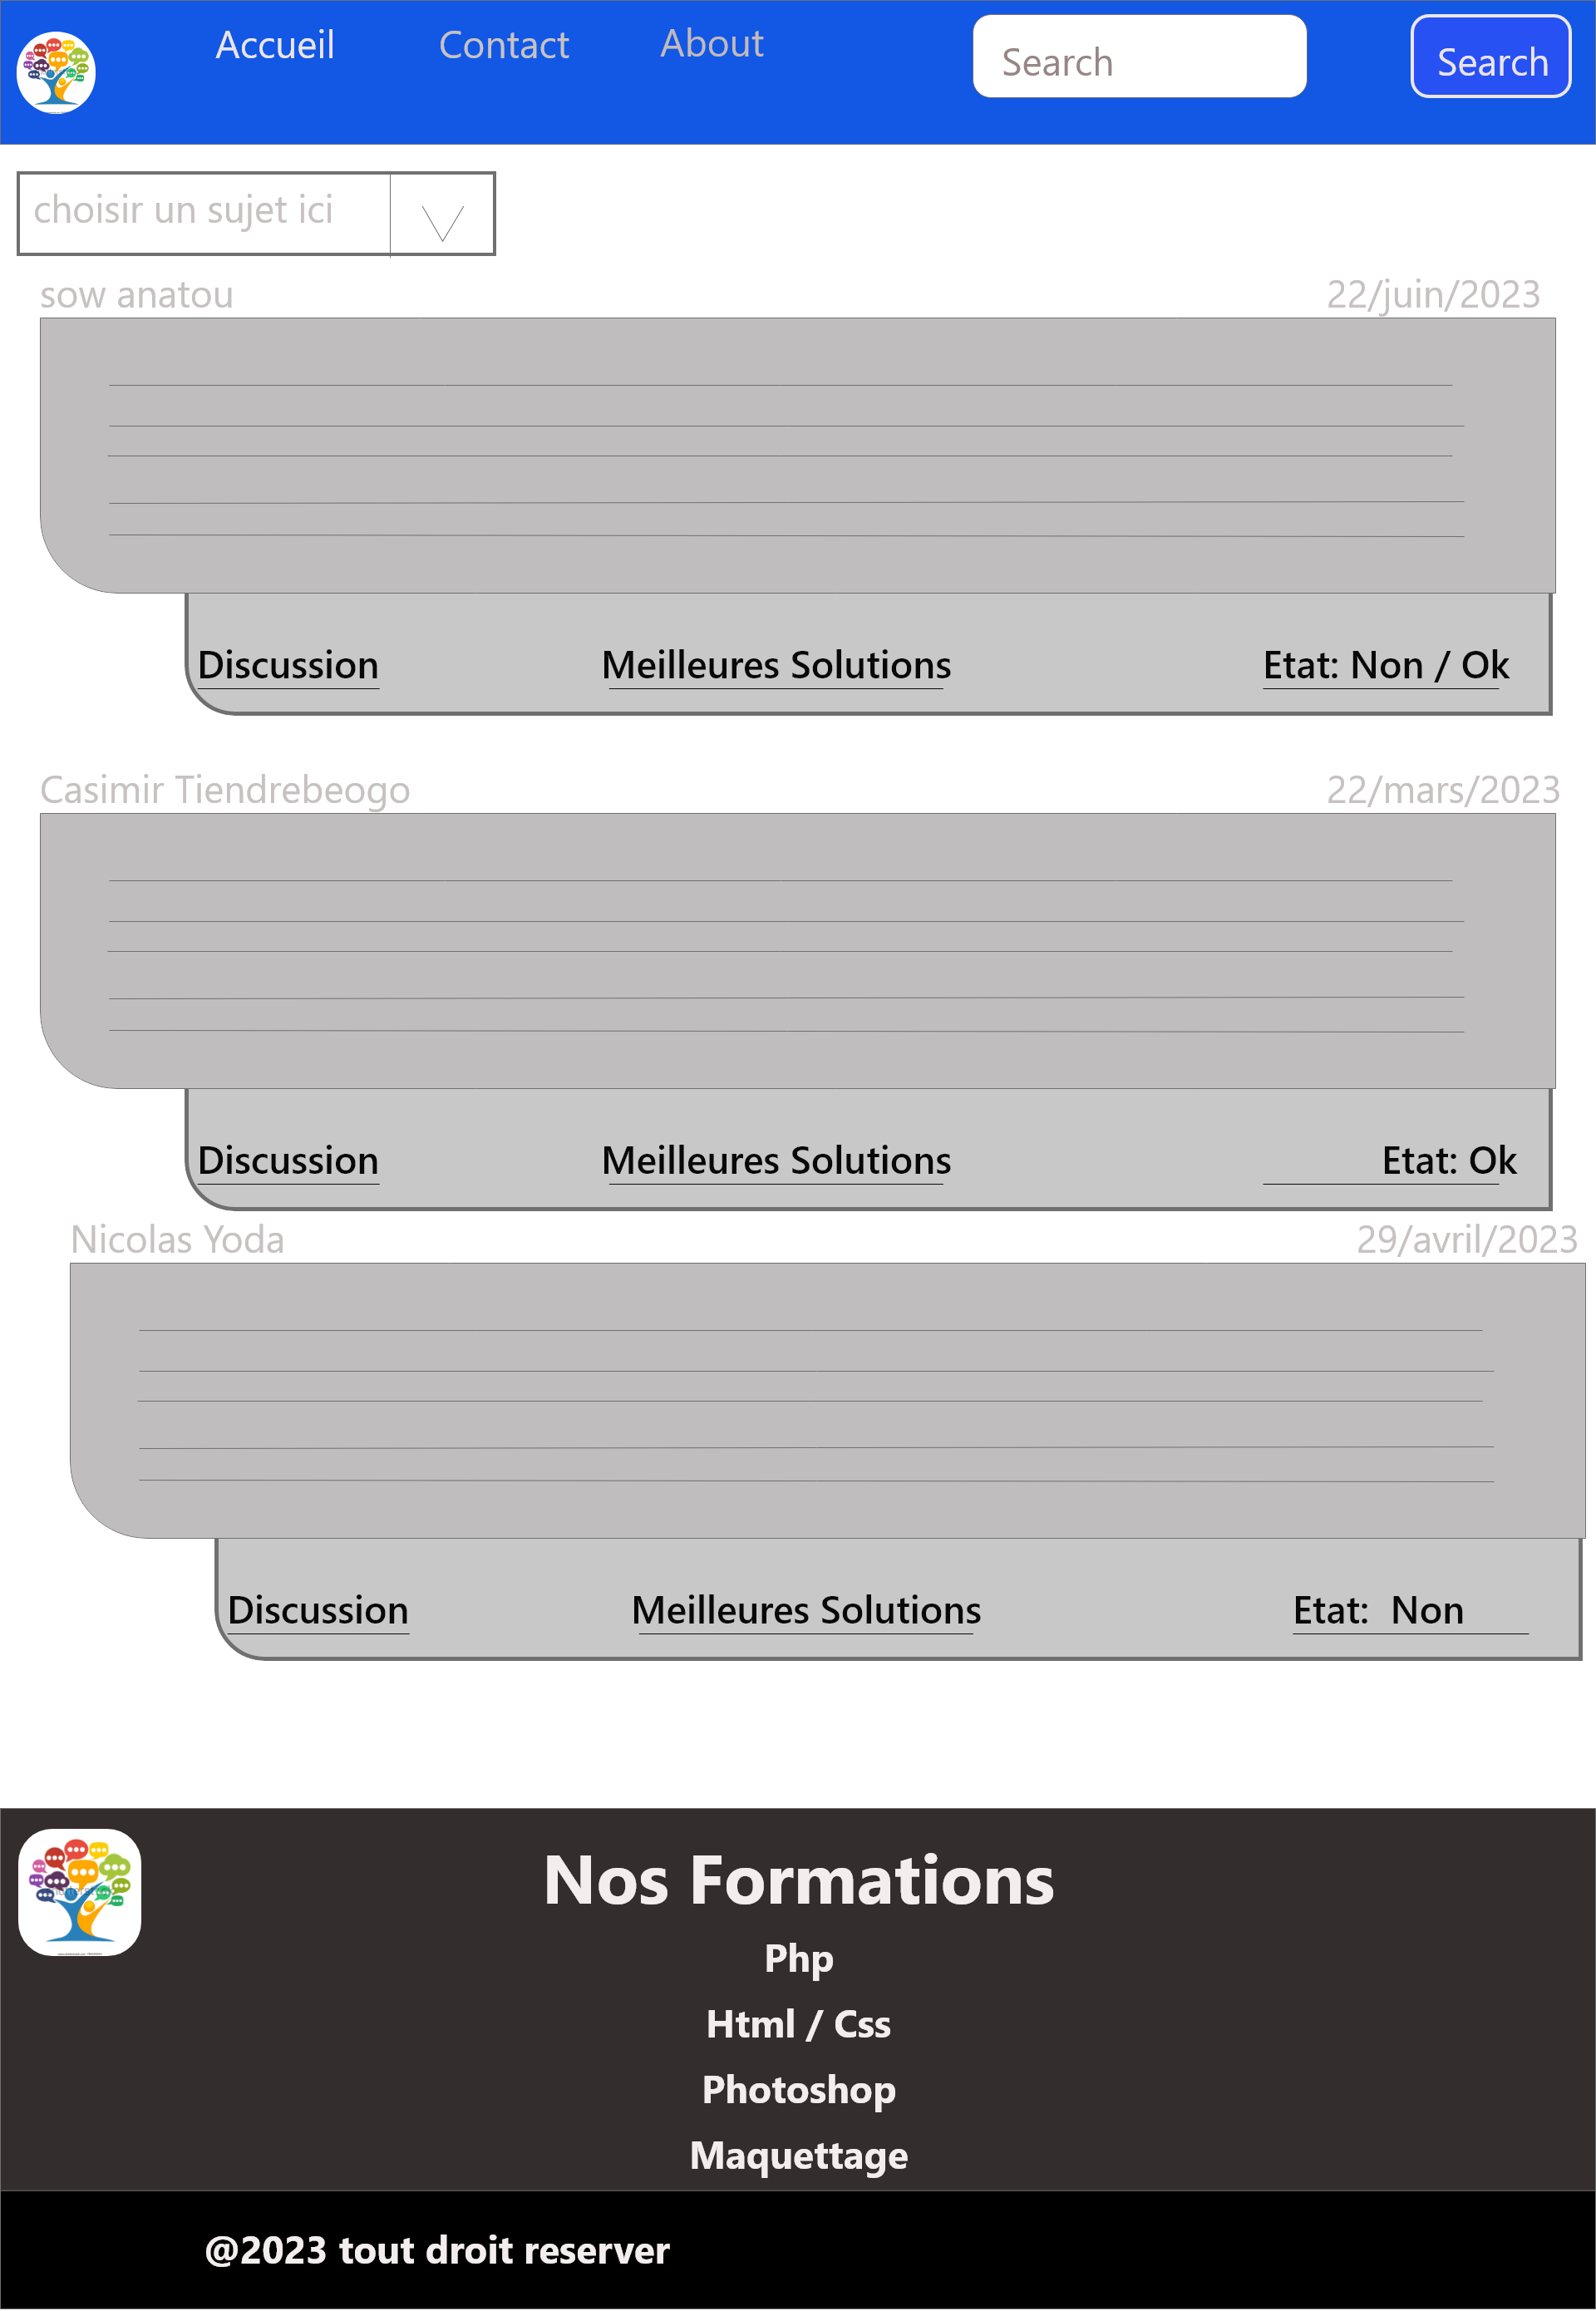 Accueil Contact About Search Search
choisir un sujet ici
sow anatou 22/juin/2023
Discussion Meilleures Solutions Etat: Non / Ok
Casimir Tiendrebeogo 22/mars/2023
Discussion Meilleures Solutions Etat: Ok
Nicolas Yoda 29/avril/2023
Discussion Meilleures Solutions Etat: Non
Nos Formations
Php
Html / Css
Photoshop
Maquettage
@2023 tout droit reserver